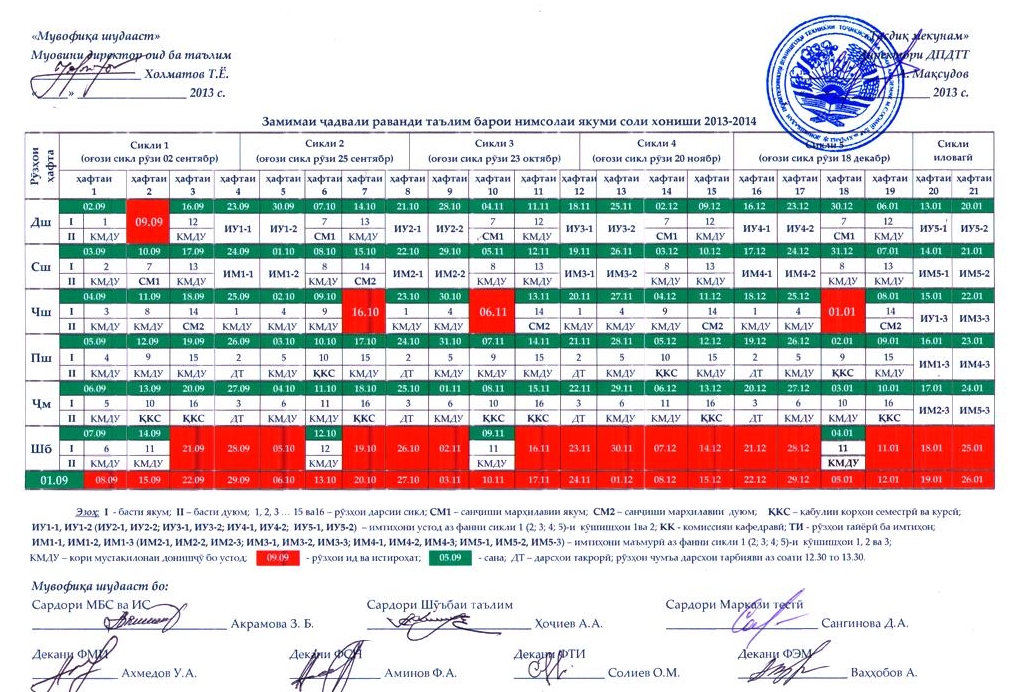 «Мувофиқа шудааст»
Муовини директор оид ба таълим
Холматов Т.Ё.
«____» ____________ 2013 с.
Директори ДПДТТ
Мақсудов
2013 с.
Замимаи ҷадвали раванди таълим барои нимсолаи якуми соли хониши 2013-2014
Рӯзҳои ҳафта Сикли 1 Сикли 2 Сикли 3 Сикли 4 Сикли 5 Сикли
(оғози сикл рӯзи 02 сентябр) (оғози сикл рӯзи 25 сентябр) (оғози сикл рӯзи 23 октябр) (оғози сикл рӯзи 20 ноябр) (оғози сикл рӯзи 18 декабр) иловагӣ
ҳафтаи ҳафтаи ҳафтаи ҳафтаи ҳафтаи ҳафтаи ҳафтаи ҳафтаи ҳафтаи ҳафтаи ҳафтаи ҳафтаи ҳафтаи ҳафтаи ҳафтаи ҳафтаи ҳафтаи ҳафтаи ҳафтаи ҳафтаи ҳафтаи
1 2 3 4 5 6 7 8 9 10 11 12 13 14 15 16 17 18 19 20 21
02.09 09.09 16.09 23.09 30.09 07.10 14.10 21.10 28.10 04.11 11.11 18.11 25.11 02.12 09.12 16.12 23.12 30.12 06.01 13.01 20.01
Дш I 1 12 ИУ1-1 ИУ1-2 7 13 ИУ2-1 ИУ2-2 7 12 ИУ3-1 ИУ3-2 7 12 ИУ4-1 ИУ4-2 7 12 ИУ5-1 ИУ5-2
II КМДУ КМДУ СМ1 КМДУ СМ1 КМДУ СМ1 КМДУ СМ1 КМДУ
03.09 10.09 17.09 24.09 01.10 08.10 15.10 22.10 29.10 05.11 12.11 19.11 26.11 03.12 10.12 17.12 24.12 31.12 07.01 14.01 21.01
Сш I 2 7 13 ИМ1-1 ИМ1-2 8 14 ИМ2-1 ИМ2-2 8 13 ИМ3-1 ИМ3-2 8 13 ИМ4-1 ИМ4-2 8 13 ИМ5-1 ИМ5-2
II КМДУ СМ1 КМДУ КМДУ СМ2 КМДУ КМДУ КМДУ КМДУ КМДУ КМДУ
04.09 11.09 18.09 25.09 02.10 09.10 16.10 23.10 30.10 06.11 13.11 20.11 27.11 04.12 11.12 18.12 25.12 01.01 08.01 15.01 22.01
Чш I 3 8 14 1 4 9 1 4 14 1 4 9 14 1 4 14 ИУ1-3 ИМ3-3
II КМДУ КМДУ СМ2 КМДУ КМДУ КМДУ КМДУ КМДУ СМ2 КМДУ КМДУ КМДУ СМ2 КМДУ КМДУ СМ2
05.09 12.09 19.09 26.09 03.10 10.10 17.10 24.10 31.10 07.11 14.11 21.11 28.11 05.12 12.12 19.12 26.12 02.01 09.01 16.01 23.01
Пш I 4 9 15 2 5 10 15 2 5 9 15 2 5 10 15 2 5 9 15 ИМ1-3 ИМ4-3
II КМДУ КМДУ КМДУ ДТ КМДУ ҚКС КМДУ ДТ КМДУ КМДУ КМДУ ДТ КМДУ ҚКС КМДУ ДТ КМДУ ҚКС КМДУ
06.09 13.09 20.09 27.09 04.10 11.10 18.10 25.10 01.11 08.11 15.11 22.11 29.11 06.12 13.12 20.12 27.12 03.01 10.01 17.01 24.01
Ҷм I 5 10 16 3 6 11 16 3 6 10 16 3 6 11 16 3 6 10 16 ИМ2-3 ИМ5-3
II КМДУ ҚКС ҚКС ДТ КМДУ КМДУ ҚКС ДТ КМДУ ҚКС ҚКС ДТ КМДУ КМДУ ҚКС ДТ КМДУ КМДУ ҚКС
07.09 14.09 12.10 09.11 04.01
Шб I 6 11 21.09 28.09 05.10 12 19.10 26.10 02.11 10 16.11 23.11 30.11 07.12 14.12 21.12 28.12 11 11.01 18.01 25.01
II КМДУ КМДУ КМДУ КМДУ КМДУ
01.09 08.09 15.09 22.09 29.09 06.10 13.10 20.10 27.10 03.11 10.11 17.11 24.11 01.12 08.12 15.12 22.12 29.12 05.01 12.01 19.01 26.01
Эзоҳ: I - басти якум; II – басти дуюм; 1, 2, 3 … 15 ва16 – рӯзҳои дарсии сикл; СМ1 – санҷиши марҳилавии якум; СМ2 – санҷиши марҳилавии дуюм; ҚКС – қабулии корҳои семестрӣ ва курсӣ;
ИУ1-1, ИУ1-2 (ИУ2-1, ИУ2-2; ИУ3-1, ИУ3-2; ИУ4-1, ИУ4-2; ИУ5-1, ИУ5-2) – имтиҳони устод аз фанни сикли 1 (2; 3; 4; 5)-и кӯшишҳои 1ва 2; КК - комиссияи кафедравӣ; ТИ - рӯзҳои тайёрӣ ба имтиҳон;
ИМ1-1, ИМ1-2, ИМ1-3 (ИМ2-1, ИМ2-2, ИМ2-3; ИМ3-1, ИМ3-2, ИМ3-3; ИМ4-1, ИМ4-2, ИМ4-3; ИМ5-1, ИМ5-2, ИМ5-3) – имтиҳони маъмурӣ аз фанни сикли 1 (2; 3; 4; 5)-и кӯшишҳои 1, 2 ва 3;
КМДУ – кори мустақилонаи донишҷӯ бо устод; 09.09 - рӯзҳои ид ва истироҳат; 05.09 - сана; ДТ – дарсҳои такрорӣ; рӯзҳои ҷумъа дарсҳои тарбиявӣ аз соати 12.30 то 13.30.
Мувофиқа шудааст бо:
Сардори МБС ва ИС Сардори Шӯъбаи таълим Сардори Маркази тестӣ
Акрамова З. Б. Ҳоҷиев А.А. Сангинова Д.А.
Декани ФМИ Декани ФСН Декани ФТИ Декани ФЭМ
Ахмедов У.А. Аминов Ф.А. Солиев О.М. Ваҳҳобов А.